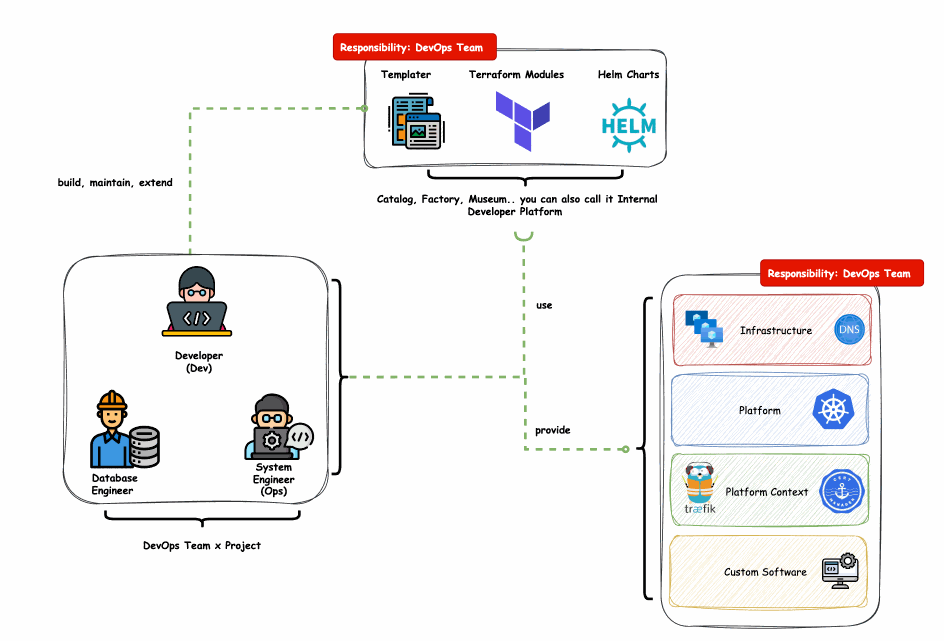 Responsibility: DevOps Team
Templater
Terraform Modules
Helm Charts
HELM
build, maintain, extend
Catalog, Factory, Museum.. you can also call it Internal
Developer Platform
Responsibility: DevOps Team
use
Infrastructure
DNS
Developer
(Dev)
Platform
provide
Database
Engineer
System
Engineer
(Ops)
træfik
Platform Context
CERT
MANAGER
DevOps Team x Project
Custom Software